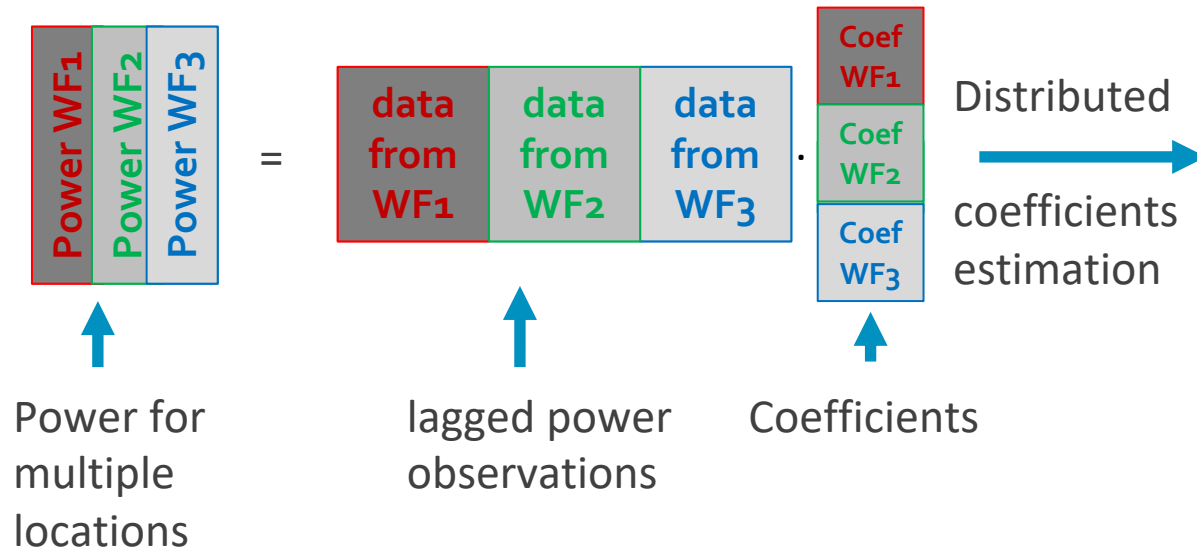 Power WF1
Power WF2
Power WF3
=
data
from
WF1
data
from
WF2
data
from
WF3
·
Coef
WF1
Coef
WF2
Coef
WF3
Distributed
coefficients
estimation
Power for
multiple
locations
lagged power
observations
Coefficients